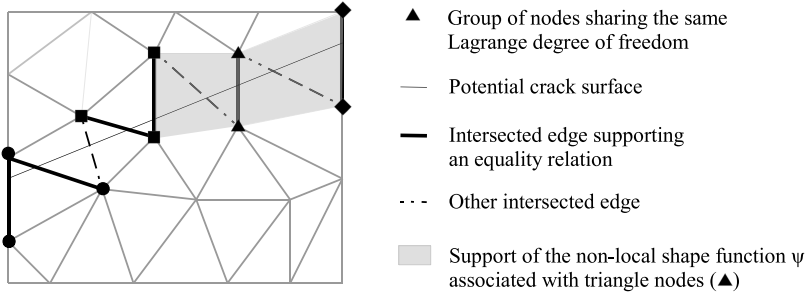 Group of nodes sharing the same
Lagrange degree of freedom
Potential crack surface
Intersected edge supporting
an equality relation
Other intersected edge
Support of the non-local shape function ψ
associated with triangle nodes (▲)